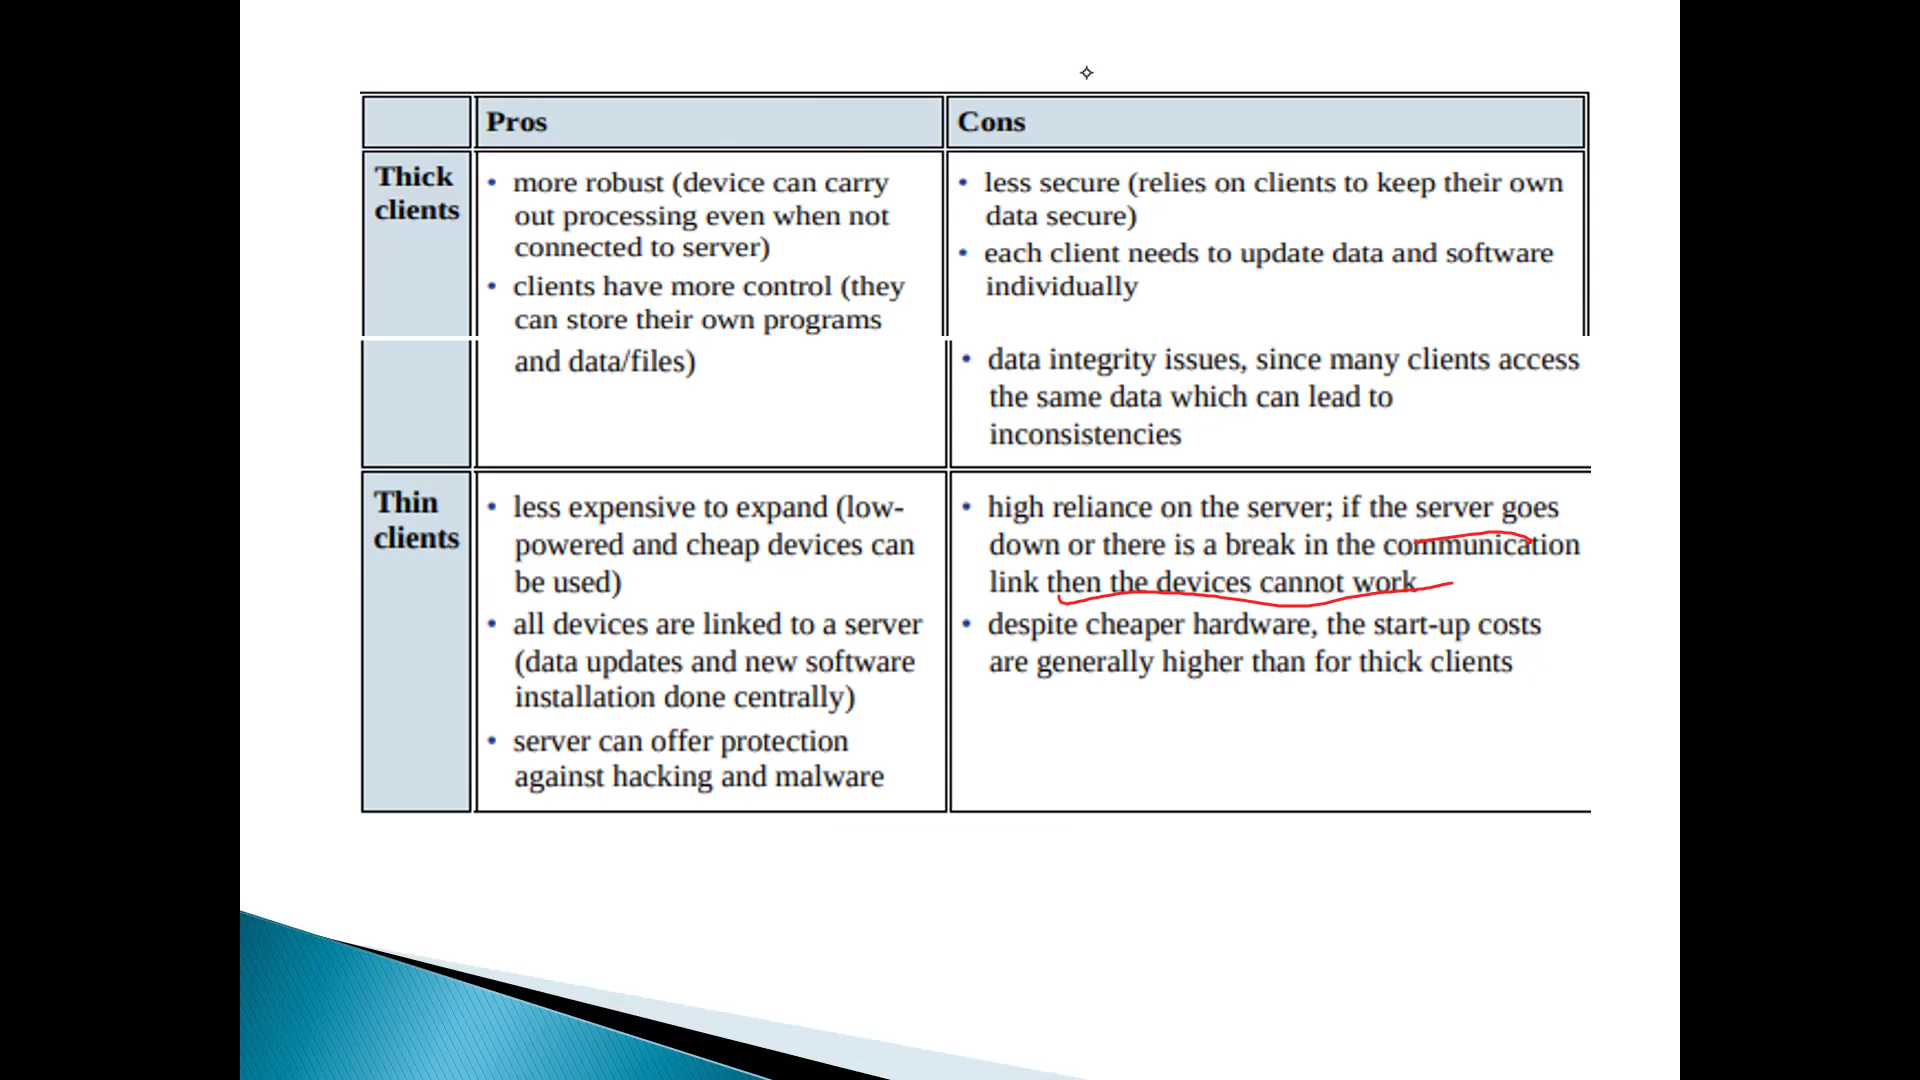 Pros
Cons
Thick
clients
• more robust (device can carry
out processing even when not
connected to server)
• clients have more control (they
can store their own programs
and data/files)
• less secure (relies on clients to keep their own
data secure)
• each client needs to update data and software
individually
• data integrity issues, since many clients access
the same data which can lead to
inconsistencies
Thin
clients
• less expensive to expand (low-
powered and cheap devices can
be used)
• all devices are linked to a server
(data updates and new software
installation done centrally)
• server can offer protection
against hacking and malware
• high reliance on the server; if the server goes
down or there is a break in the communication
link then the devices cannot work
• despite cheaper hardware, the start-up costs
are generally higher than for thick clients